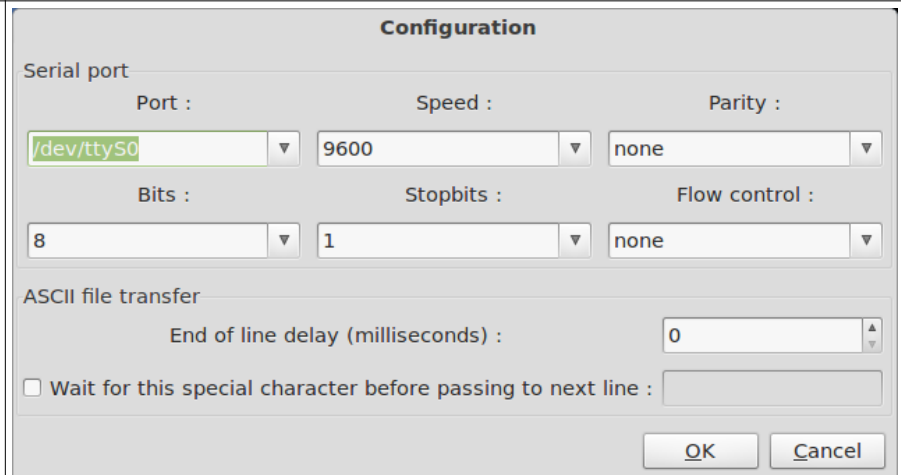 Configuration
Serial port
Port : Speed : Parity :
/dev/ttyS0 9600 none
Bits : Stopbits : Flow control :
8 1 none
ASCII file transfer
End of line delay (milliseconds) : 0
Wait for this special character before passing to next line :
OK Cancel